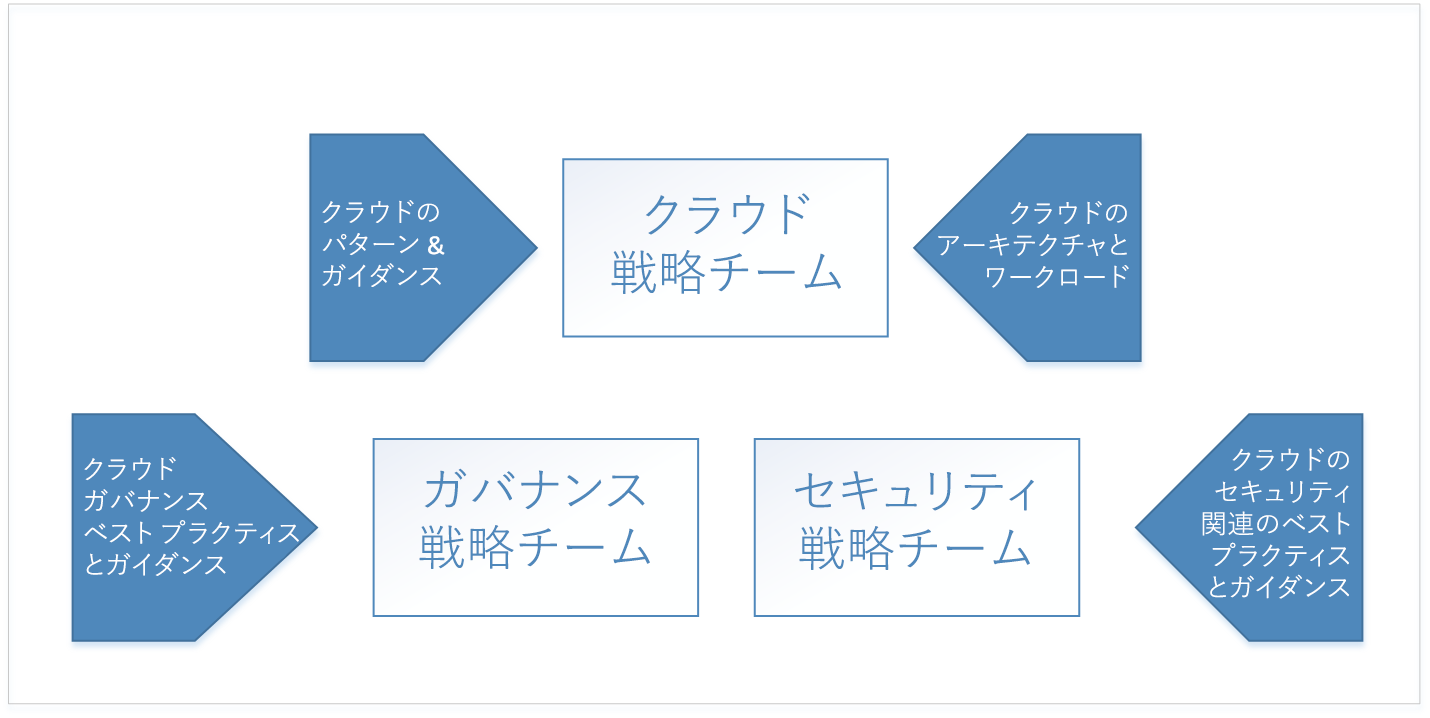 クラウドの
パターン &
ガイダンス
クラウド
戦略チーム
クラウドの
アーキテクチャと
ワークロード
クラウド
ガバナンス
ベスト プラクティス
とガイダンス
ガバナンス
戦略チーム
セキュリティ
戦略チーム
クラウドの
セキュリティ
関連のベスト
プラクティス
とガイダンス